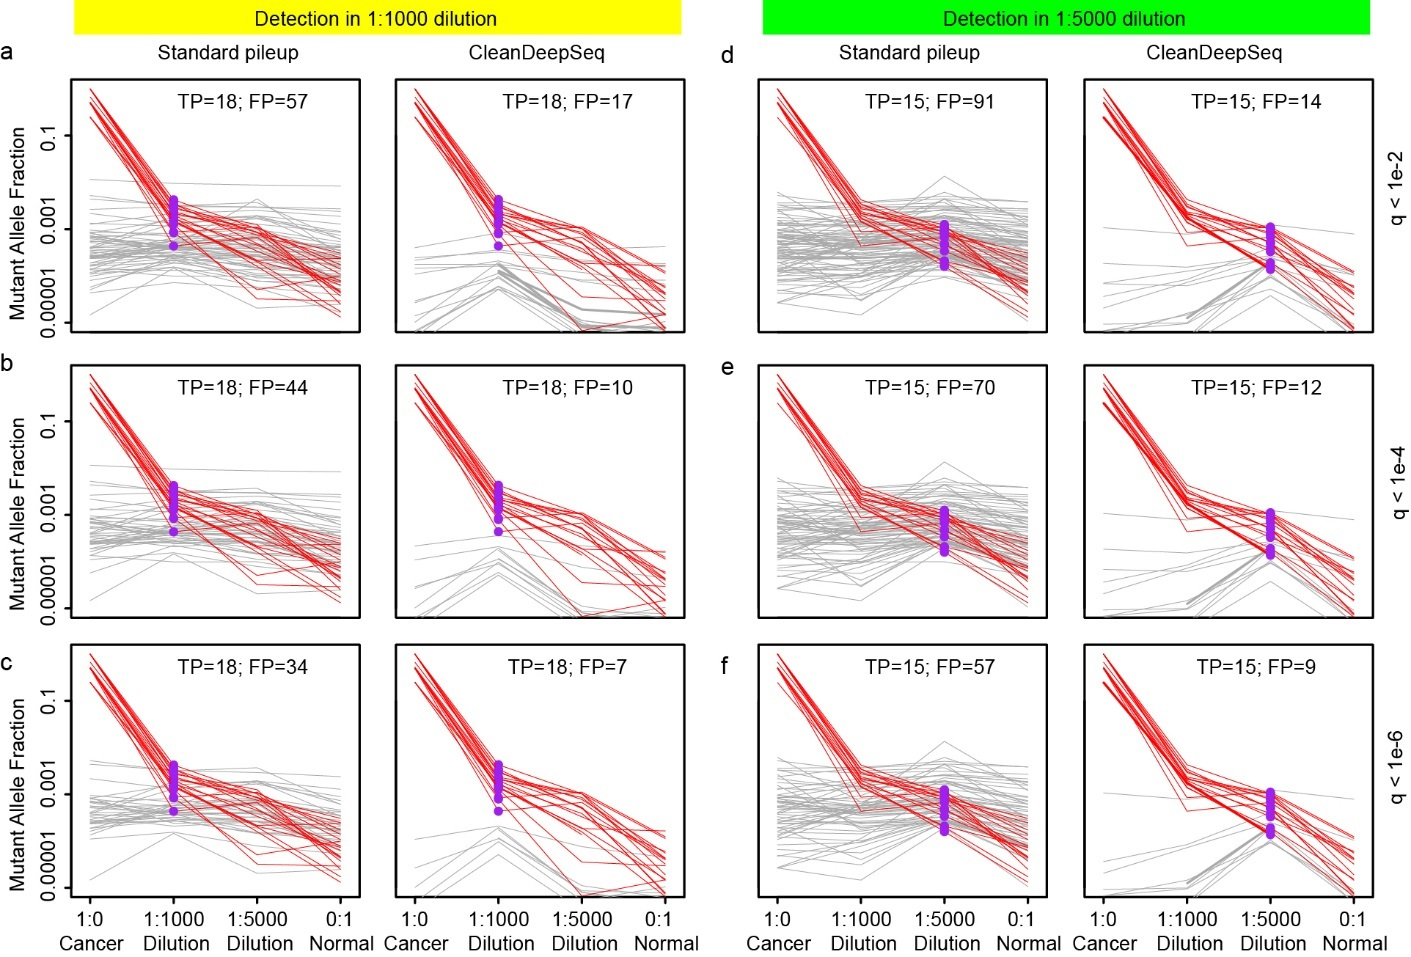 Detection in 1:1000 dilution
Detection in 1:5000 dilution
a
Standard pileup
CleanDeepSeq
d
Standard pileup
CleanDeepSeq
Mutant Allele Fraction
0.1
0.001
0.00001
TP=18; FP=57
TP=18; FP=17
TP=15; FP=91
TP=15; FP=14
q < 1e-2
b
e
Mutant Allele Fraction
0.1
0.001
0.00001
TP=18; FP=44
TP=18; FP=10
TP=15; FP=70
TP=15; FP=12
q < 1e-4
c
f
Mutant Allele Fraction
0.1
0.001
0.00001
TP=18; FP=34
TP=18; FP=7
TP=15; FP=57
TP=15; FP=9
q < 1e-6
1:0 1:1000 1:5000 0:1
Cancer Dilution Dilution Normal
1:0 1:1000 1:5000 0:1
Cancer Dilution Dilution Normal
1:0 1:1000 1:5000 0:1
Cancer Dilution Dilution Normal
1:0 1:1000 1:5000 0:1
Cancer Dilution Dilution Normal